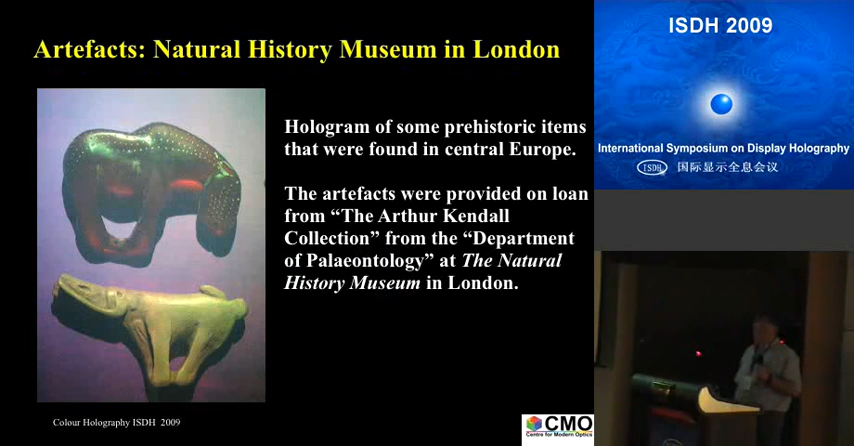 Artefacts: Natural History Museum in London
Hologram of some prehistoric items
that were found in central Europe.
The artefacts were provided on loan
from “The Arthur Kendall
Collection” from the “Department
of Palaeontology” at The Natural
History Museum in London.
Colour Holography ISDH 2009
CMO
Centre for Modern Optics
ISDH 2009
International Symposium on Display Holography
ISDH 国际显示全息会议